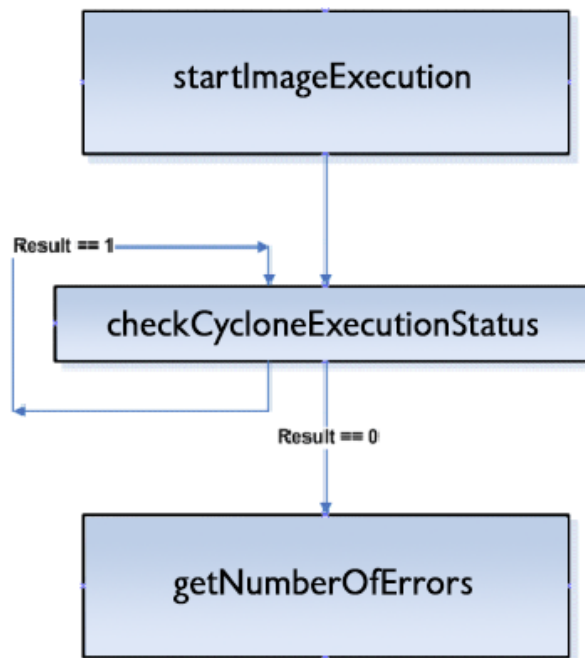 startImageExecution
Result == 1
checkCycloneExecutionStatus
Result == 0
getNumberOfErrors